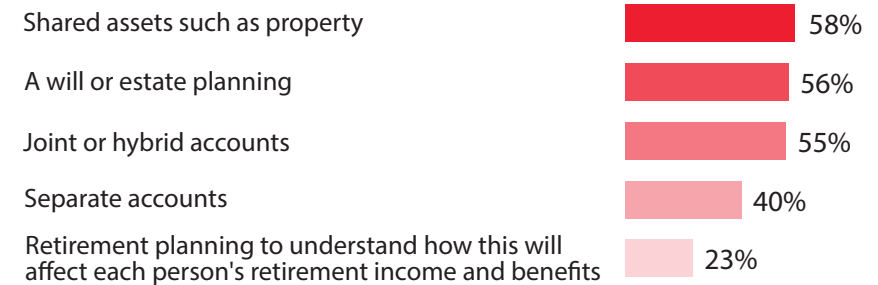 Shared assets such as property 58%
A will or estate planning 56%
Joint or hybrid accounts 55%
Separate accounts 40%
Retirement planning to understand how this will
affect each person's retirement income and benefits 23%